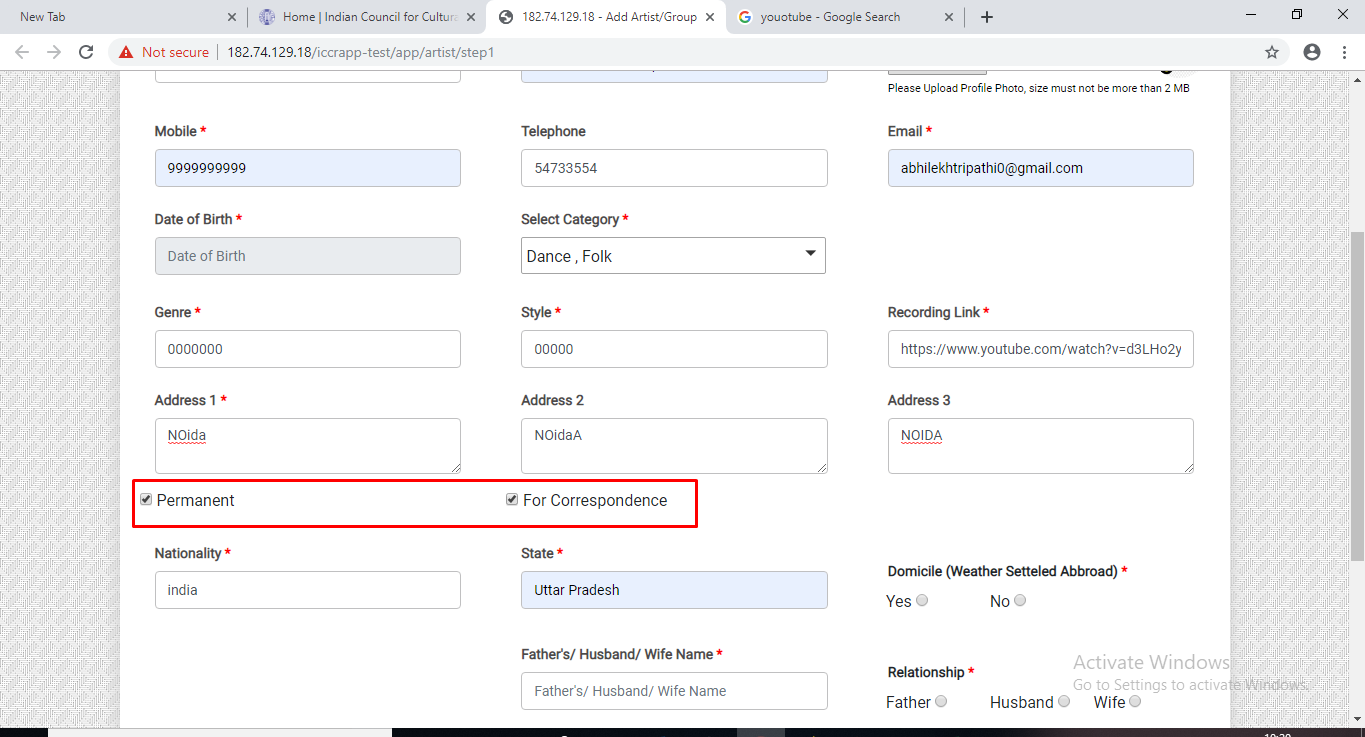 New Tab
Home | Indian Council for Cultura
182.74.129.18 - Add Artist/Group
youotube - Google Search
Not secure
182.74.129.18/iccrapp-test/app/artist/step1
Please Upload Profile Photo, size must not be more than 2 MB
Mobile * Telephone Email *
9999999999 54733554 abhilekhtripathi0@gmail.com
Date of Birth * Select Category *
Date of Birth Dance , Folk
Genre * Style * Recording Link *
0000000 00000 https://www.youtube.com/watch?v=d3LHo2y
Address 1 * Address 2 Address 3
NOida NOidaA NOIDA
Permanent For Correspondence
Nationality * State *
Domicile (Weather Setteled Abbroad) *
india Uttar Pradesh
Yes No
Father's/ Husband/ Wife Name *
Relationship *
Father's/ Husband/ Wife Name
Father Husband Wife
Activate Windows
Go to Settings to activate Windows.